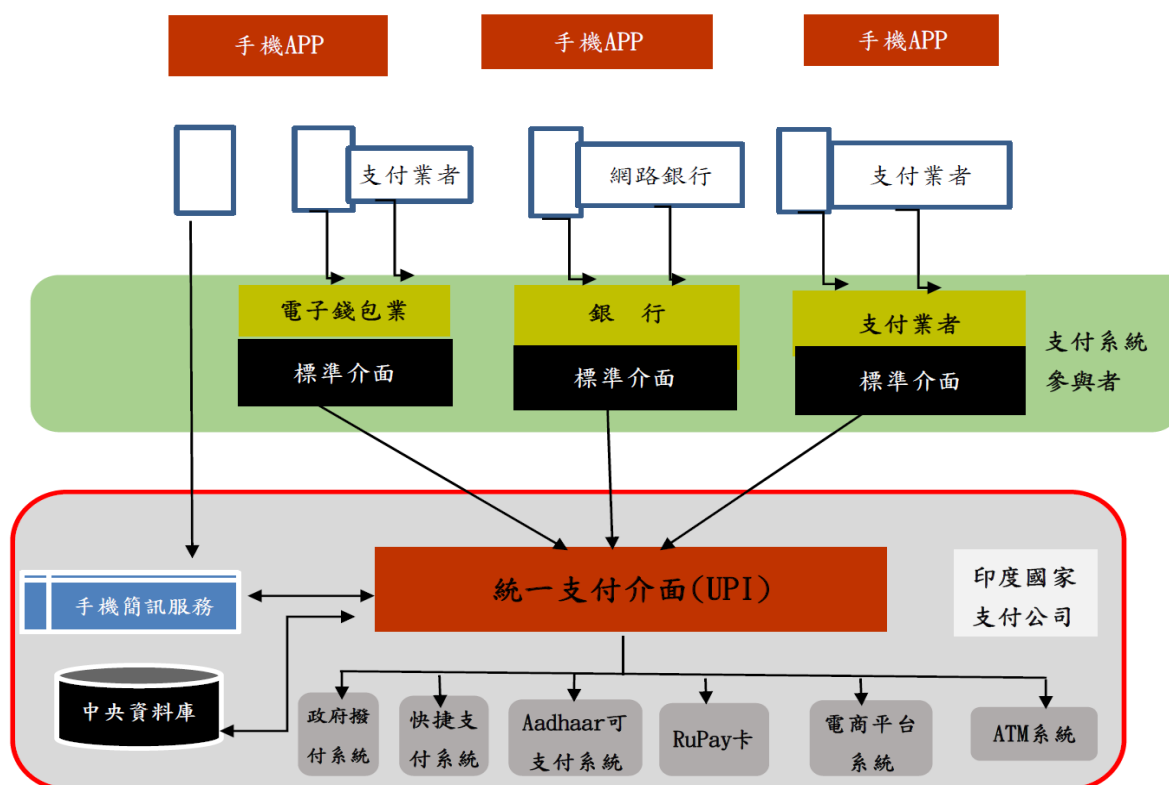 手機APP
手機APP
手機APP
支付業者
網路銀行
支付業者
電子錢包業
銀 行
支付業者
標準介面
標準介面
標準介面
支付系統
參與者
統一支付介面(UPI)
印度國家
支付公司
手機簡訊服務
中央資料庫
政府撥
付系統
快捷支
付系統
Aadhaar可
支付系統
RuPay卡
電商平台
系統
ATM系統